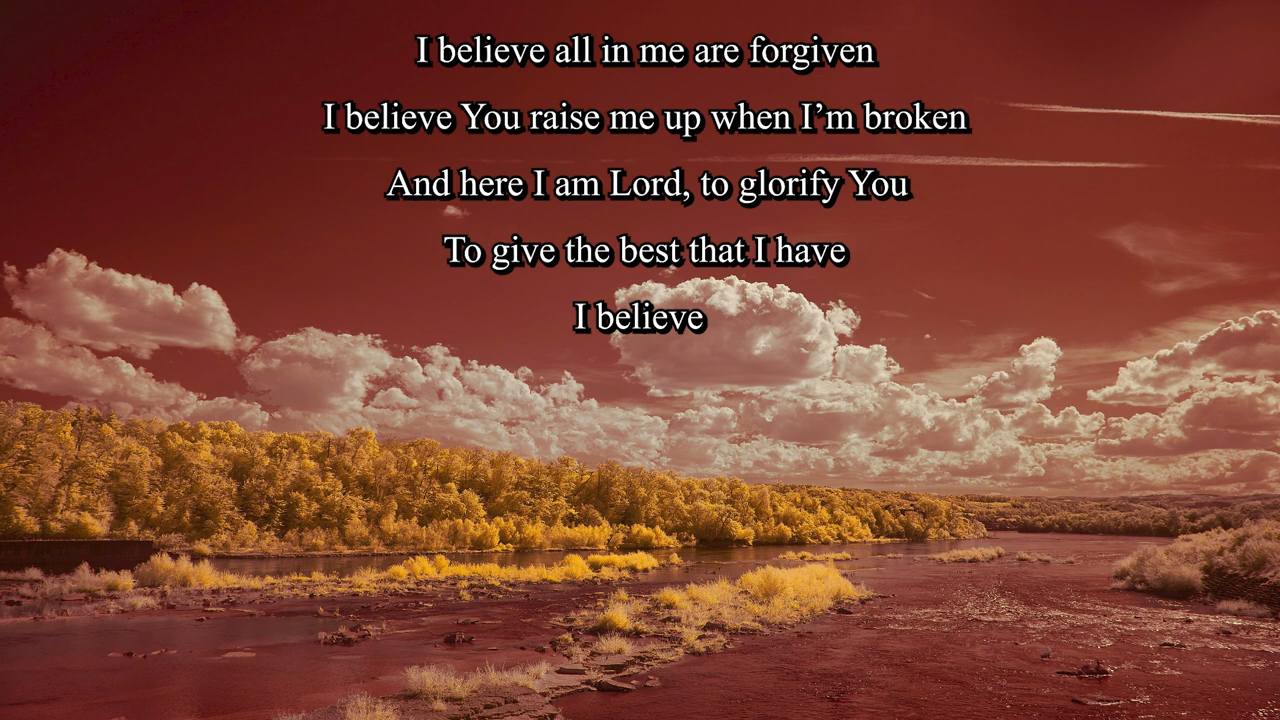 I believe all in me are forgiven
I believe You raise me up when I’m broken
And here I am Lord, to glorify You
To give the best that I have
I believe